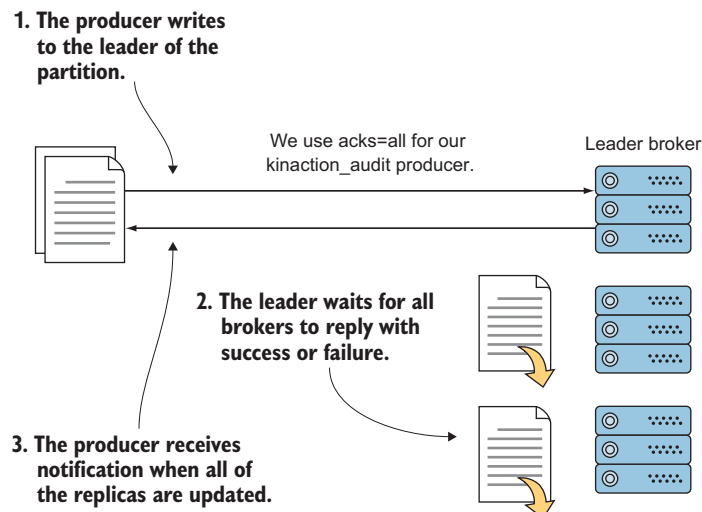 1. The producer writes
to the leader of the
partition.
We use acks=all for our
kinaction_audit producer.
Leader broker
2. The leader waits for all
brokers to reply with
success or failure.
3. The producer receives
notification when all of
the replicas are updated.